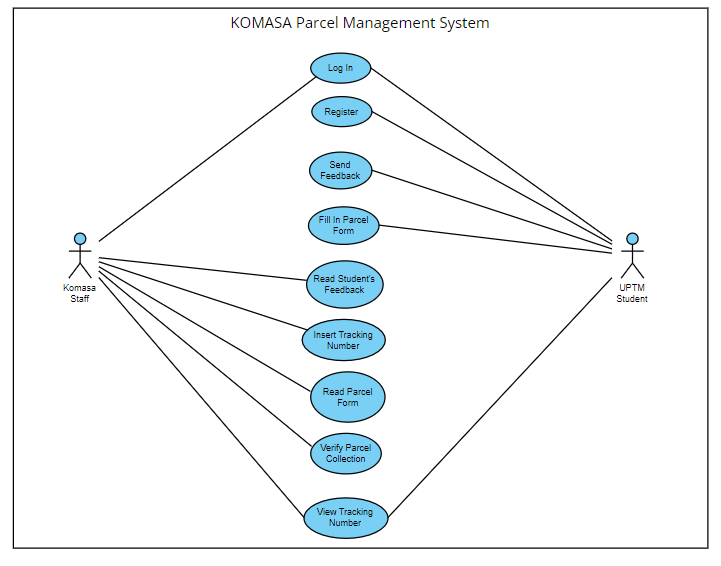 KOMASA Parcel Management System
Log In
Register
Send
Feedback
Fill In Parcel
Form
Komasa
Staff
UPTM
Student
Read Student's
Feedback
Insert Tracking
Number
Read Parcel
Form
Verify Parcel
Collection
View Tracking
Number